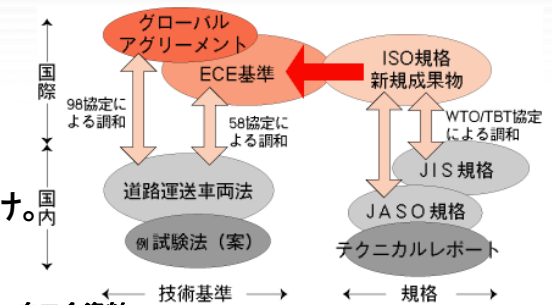 グローバル
アグリーメント
ECE基準
ISO規格
新規成果物
国際
98協定に
よる調和
58協定に
よる調和
WTO/TBT協定
による調和
JIS規格
け。
国内
道路運送車両法
JASO規格
例 試験法（案）
テクニカルレポート
技術基準
規格